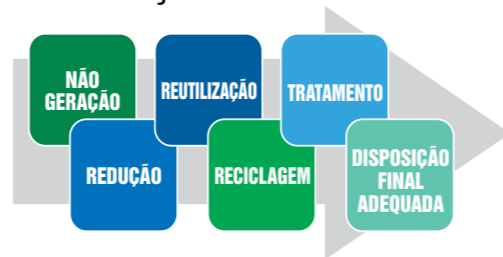 NÃO
GERAÇÃO
REDUÇÃO
REUTILIZAÇÃO
RECICLAGEM
TRATAMENTO
DISPOSIÇÃO
FINAL
ADEQUADA